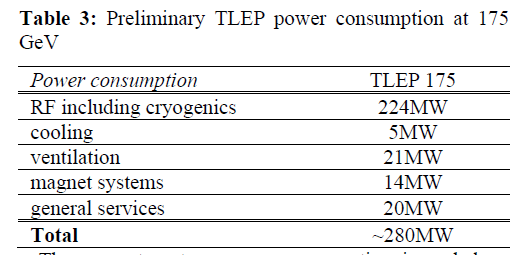 Table 3: Preliminary TLEP power consumption at 175
GeV
Power consumption TLEP 175
RF including cryogenics 224MW
cooling 5MW
ventilation 21MW
magnet systems 14MW
general services 20MW
Total ~280MW